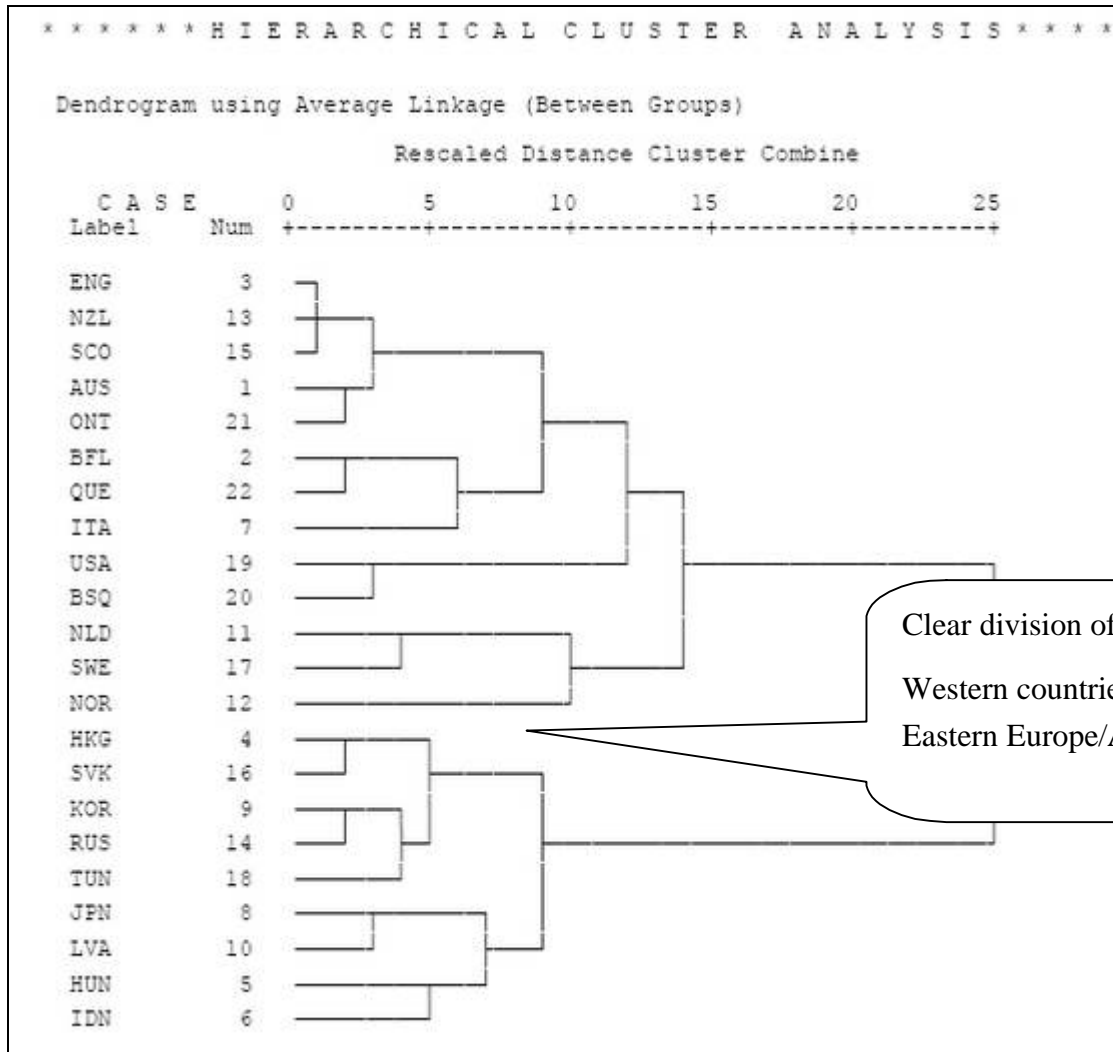 * * * * * * H I E R A R C H I C A L  C L U S T E R  A N A L Y S I S * * * *
Dendrogram using Average Linkage (Between Groups)
Rescaled Distance Cluster Combine
C A S E 0 5 10 15 20 25
Label Num +---------+---------+---------+---------+---------+
ENG 3
NZL 13
SCO 15
AUS 1
ONT 21
BFL 2
QUE 22
ITA 7
USA 19
BSQ 20
NLD 11
SWE 17
NOR 12
HKG 4
SVK 16
KOR 9
RUS 14
TUN 18
JPN 8
LVA 10
HUN 5
IDN 6
Clear division of
Western countrie
Eastern Europe/A